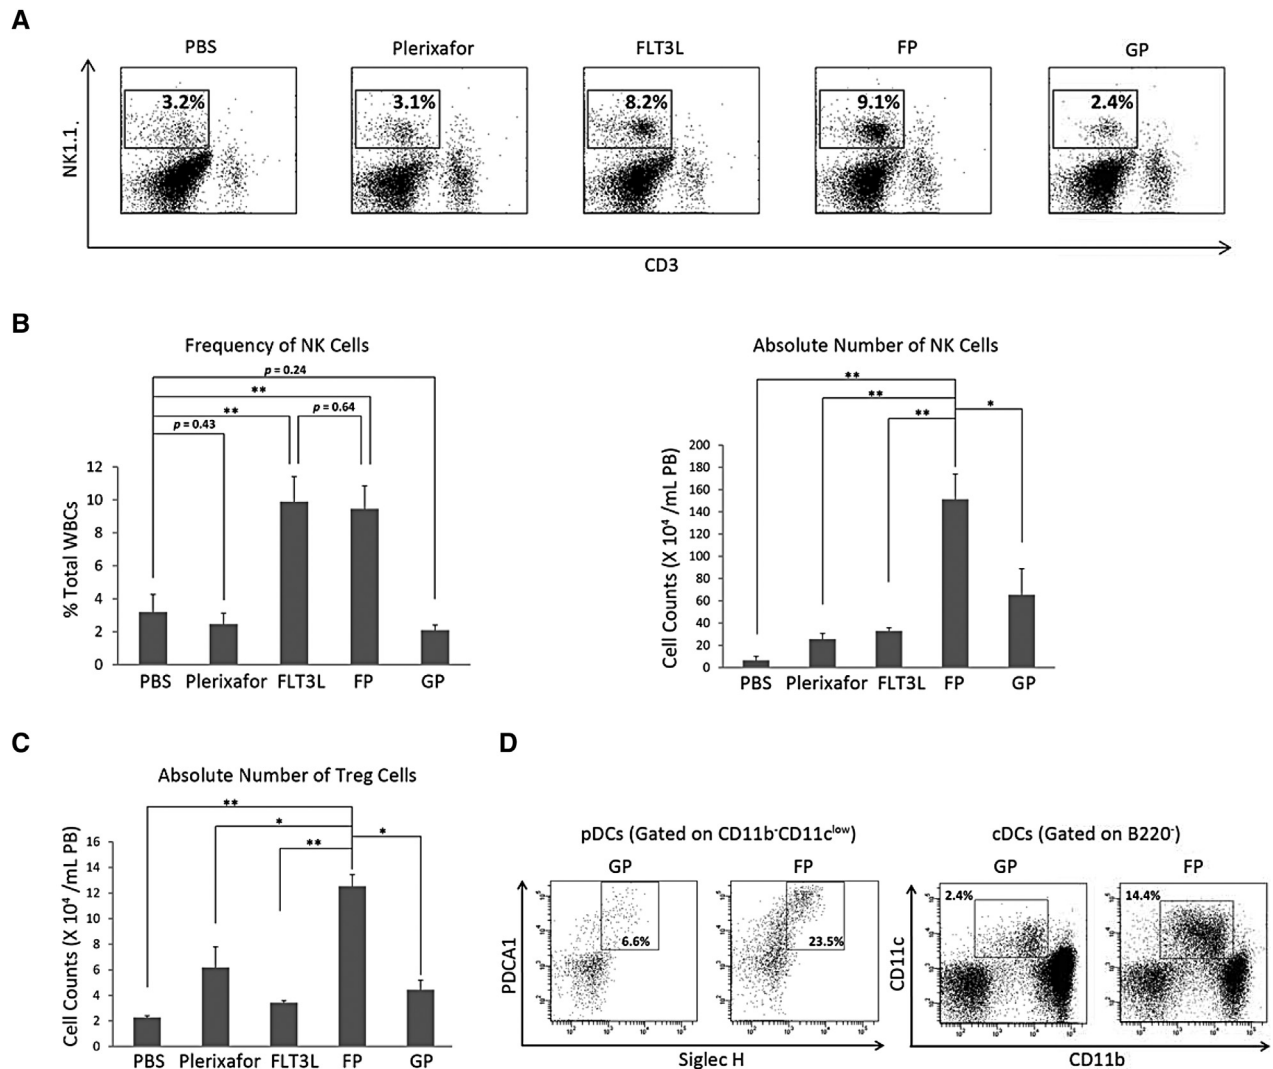 A
PBS Plerixafor FLT3L FP GP
3.2% 3.1% 8.2% 9.1% 2.4%
NK1.1.
CD3
B
Frequency of NK Cells
p = 0.24
**
** p = 0.64
p = 0.43
% Total WBCs
12
10
8
6
4
2
0
PBS Plerixafor FLT3L FP GP
Absolute Number of NK Cells
**
** *
**
Cell Counts (X 10⁴ /mL PB)
200
180
160
140
120
100
80
60
40
20
0
PBS Plerixafor FLT3L FP GP
C
Absolute Number of Treg Cells
**
* *
**
Cell Counts (X 10⁴ /mL PB)
16
14
12
10
8
6
4
2
0
PBS Plerixafor FLT3L FP GP
D
pDCs (Gated on CD11b⁻CD11cˡᵒʷ)
GP FP
6.6% 23.5%
PDCA1
Siglec H
cDCs (Gated on B220⁻)
GP FP
2.4% 14.4%
CD11c
CD11b